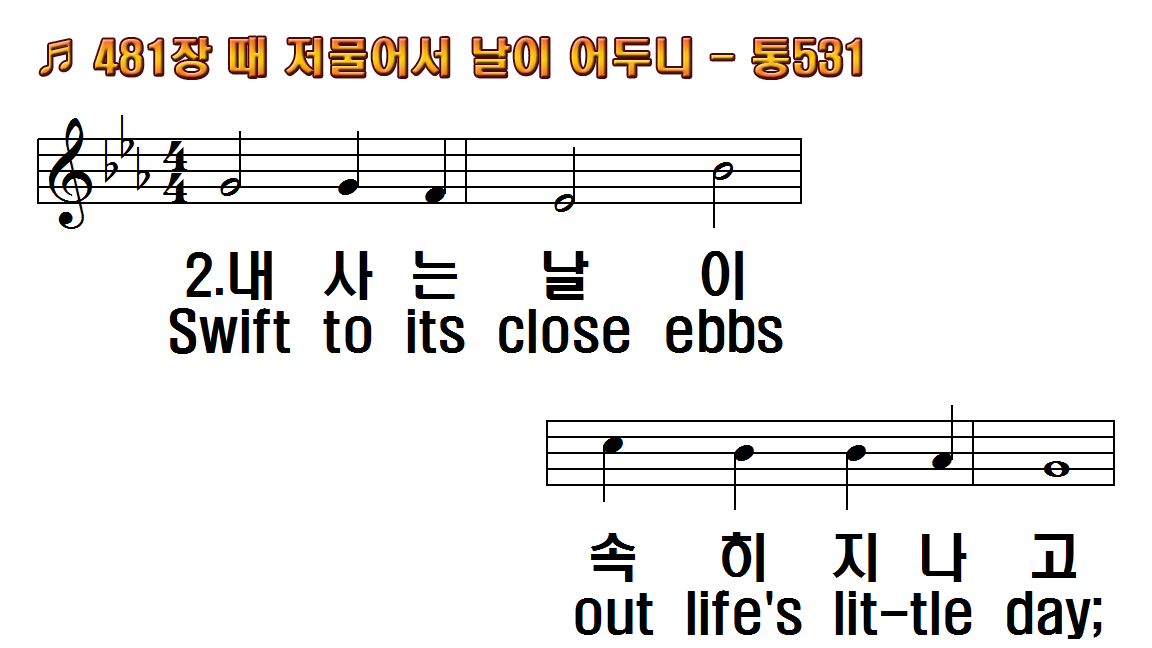 ♬ 481장 때 저물어서 날이 어두니 - 통531
2.내 사 는 날 이
Swift to its close ebbs
속 히 지 나 고
out life's lit-tle day;